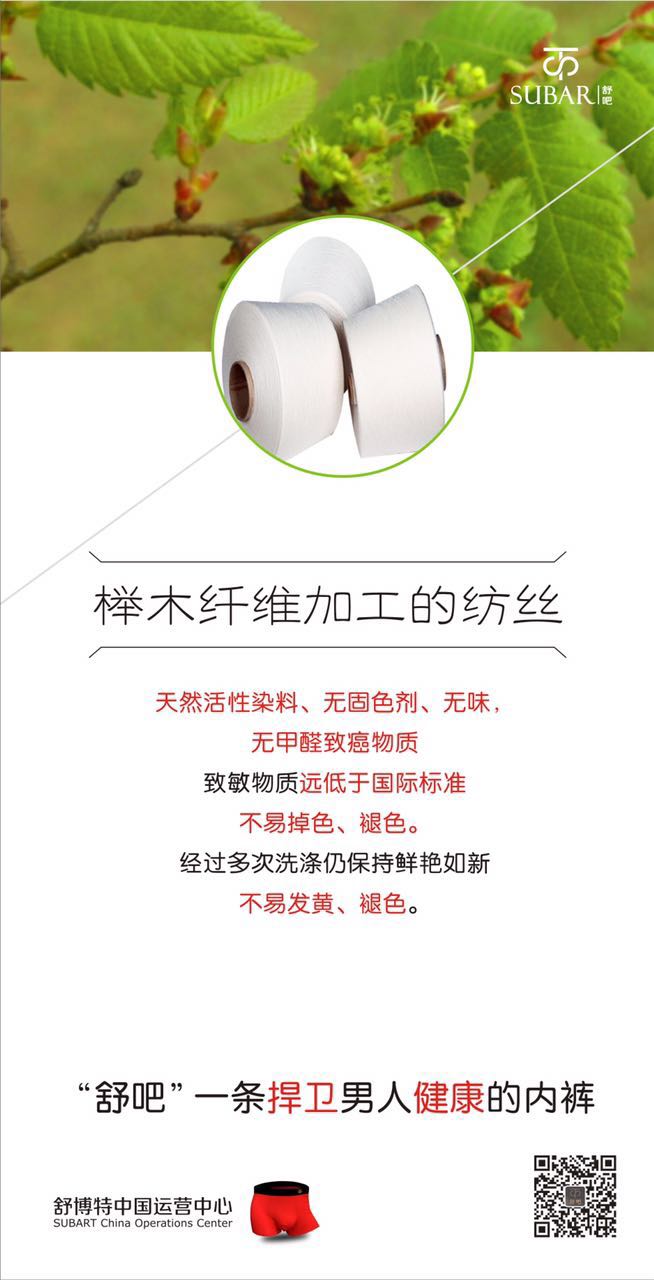 SUBAR 舒吧
榉木纤维加工的纺丝
天然活性染料、无固色剂、无味,
无甲醛致癌物质
致敏物质远低于国际标准
不易掉色、褪色。
经过多次洗涤仍保持鲜艳如新
不易发黄、褪色。
“舒吧”一条捍卫男人健康的内裤
舒博特中国运营中心
SUBART China Operations Center